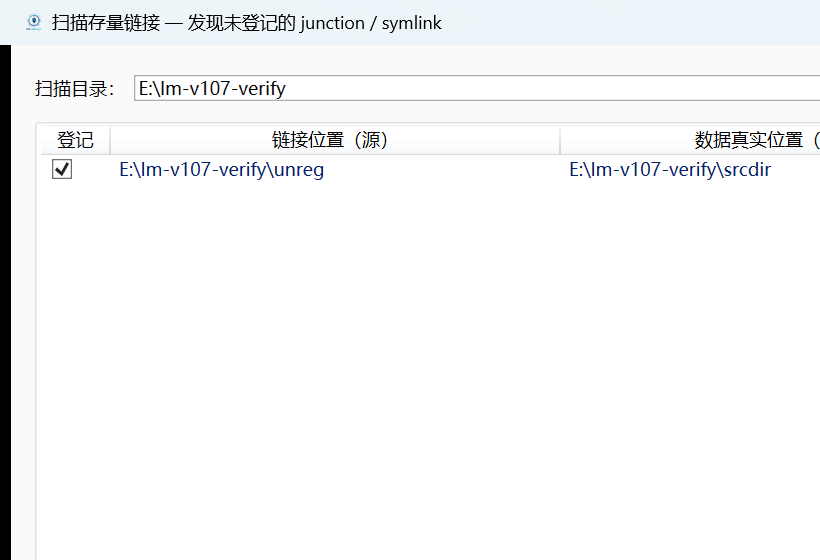 扫描存量链接 — 发现未登记的 junction / symlink
扫描目录： E:\lm-v107-verify
登记 链接位置（源） 数据真实位置（
E:\lm-v107-verify\unreg E:\lm-v107-verify\srcdir